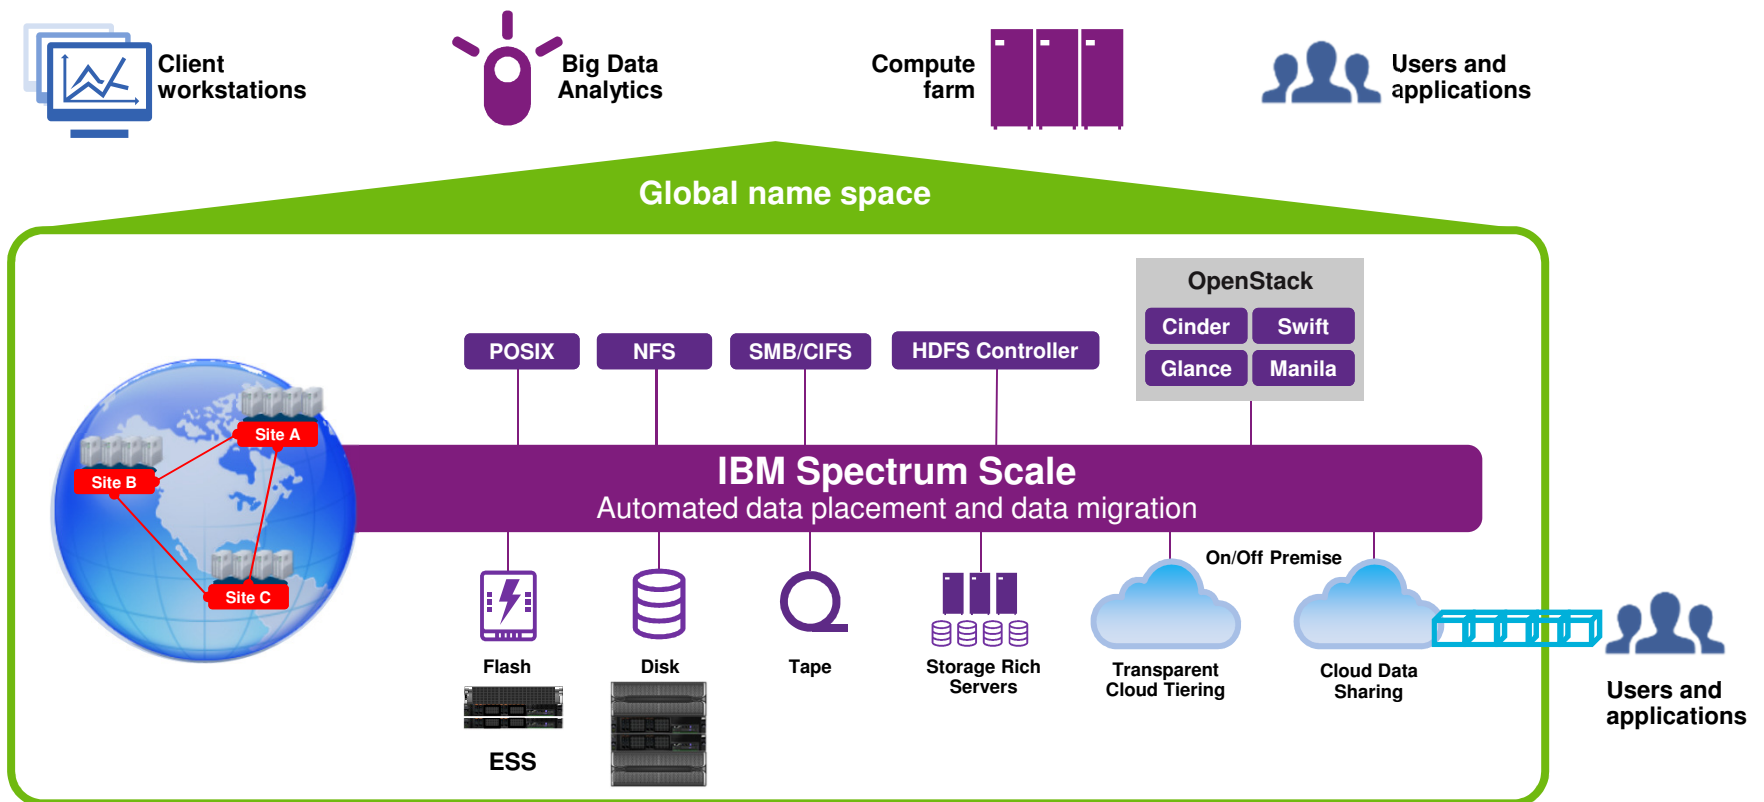 Client
workstations
Big Data
Analytics
Compute
farm
Users and
applications
Global name space
OpenStack
Cinder
Swift
Glance
Manila
POSIX
NFS
SMB/CIFS
HDFS Controller
Site A
Site B
Site C
IBM Spectrum Scale
Automated data placement and data migration
On/Off Premise
Flash
Disk
Tape
Storage Rich
Servers
Transparent
Cloud Tiering
Cloud Data
Sharing
ESS
Users and
applications